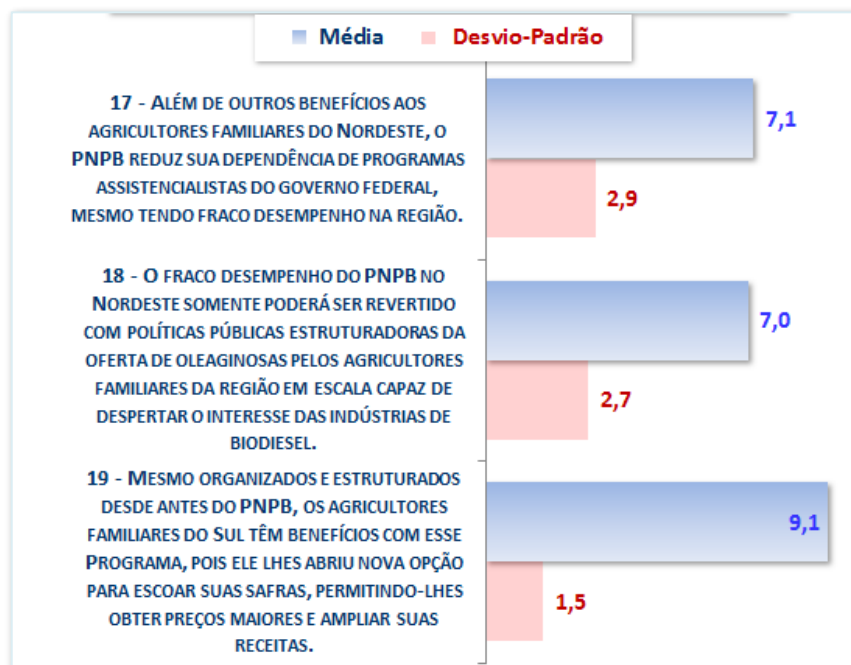 Média Desvio-Padrão
17 - ALÉM DE OUTROS BENEFÍCIOS AOS
AGRICULTORES FAMILIARES DO NORDESTE, O
PNPB REDUZ SUA DEPENDÊNCIA DE PROGRAMAS
ASSISTENCIALISTAS DO GOVERNO FEDERAL,
MESMO TENDO FRACO DESEMPENHO NA REGIÃO.
7,1
2,9
18 - O FRACO DESEMPENHO DO PNPB NO
NORDESTE SOMENTE PODERÁ SER REVERTIDO
COM POLÍTICAS PÚBLICAS ESTRUTURADORAS DA
OFERTA DE OLEAGINOSAS PELOS AGRICULTORES
FAMILIARES DA REGIÃO EM ESCALA CAPAZ DE
DESPERTAR O INTERESSE DAS INDÚSTRIAS DE
BIODIESEL.
7,0
2,7
19 - MESMO ORGANIZADOS E ESTRUTURADOS
DESDE ANTES DO PNPB, OS AGRICULTORES
FAMILIARES DO SUL TÊM BENEFÍCIOS COM ESSE
PROGRAMA, POIS ELE LHES ABRIU NOVA OPÇÃO
PARA ESCOAR SUAS SAFRAS, PERMITINDO-LHES
OBTER PREÇOS MAIORES E AMPLIAR SUAS
RECEITAS.
9,1
1,5